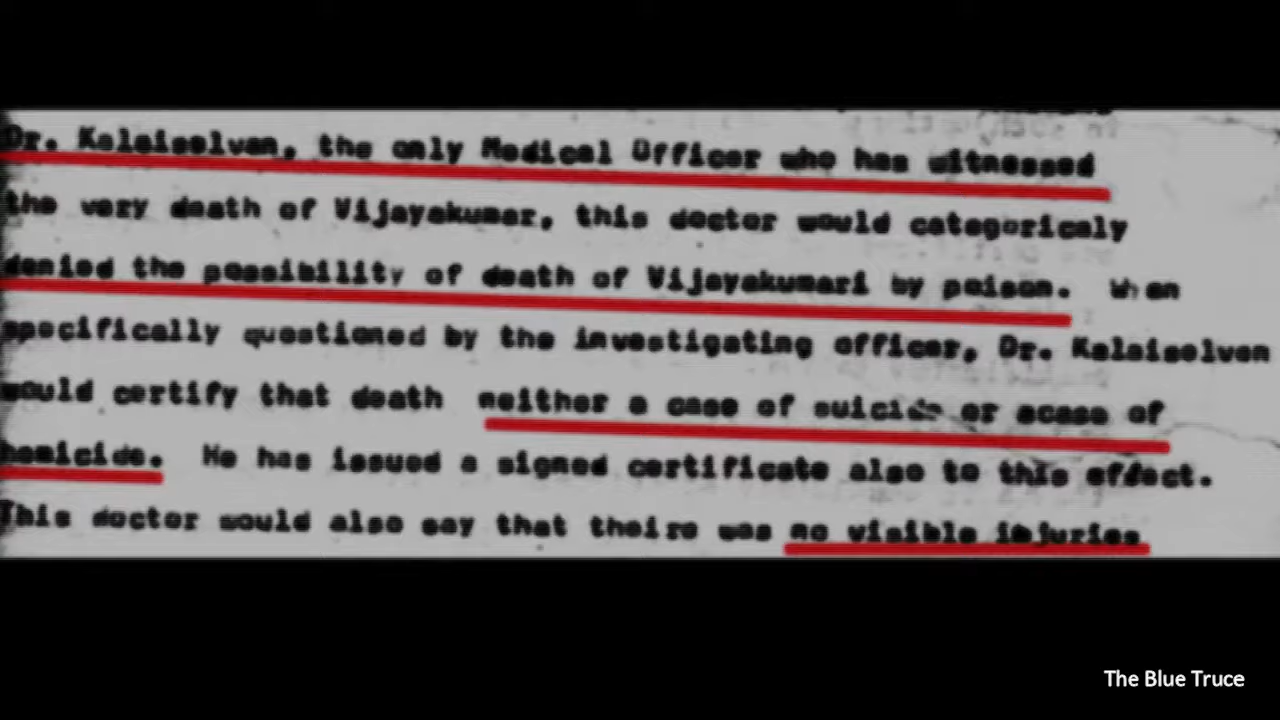 Dr. Kalaiselvan, the only Medical Officer who has witnessed
the very death of Vijayakumar, this doctor would categoricaly
denied the possibility of death of Vijayakumari by poison. When
specifically questioned by the investigating officer, Dr. Kalaiselven
would certify that death neither a case of suicide or acase of
homicide. He has issued a signed certificate also to this effect.
This doctor would also say that theire was no visible injuries
The Blue Truce